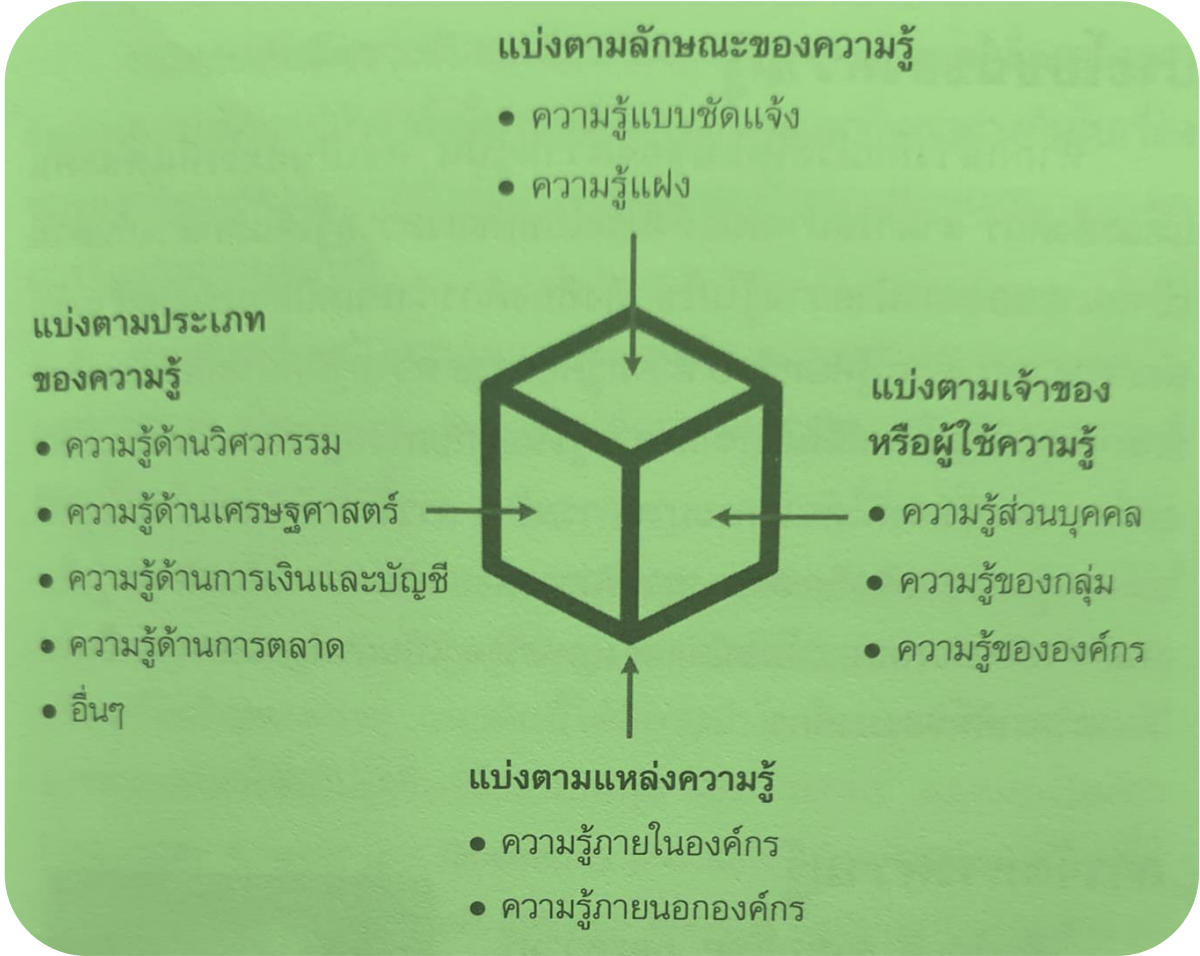 แบ่งตามลักษณะของความรู้
• ความรู้แบบชัดแจ้ง
• ความรู้แฝง
แบ่งตามประเภท
ของความรู้
• ความรู้ด้านวิศวกรรม
• ความรู้ด้านเศรษฐศาสตร์
• ความรู้ด้านการเงินและบัญชี
• ความรู้ด้านการตลาด
• อื่นๆ
แบ่งตามเจ้าของ
หรือผู้ใช้ความรู้
• ความรู้ส่วนบุคคล
• ความรู้ของกลุ่ม
• ความรู้ขององค์กร
แบ่งตามแหล่งความรู้
• ความรู้ภายในองค์กร
• ความรู้ภายนอกองค์กร